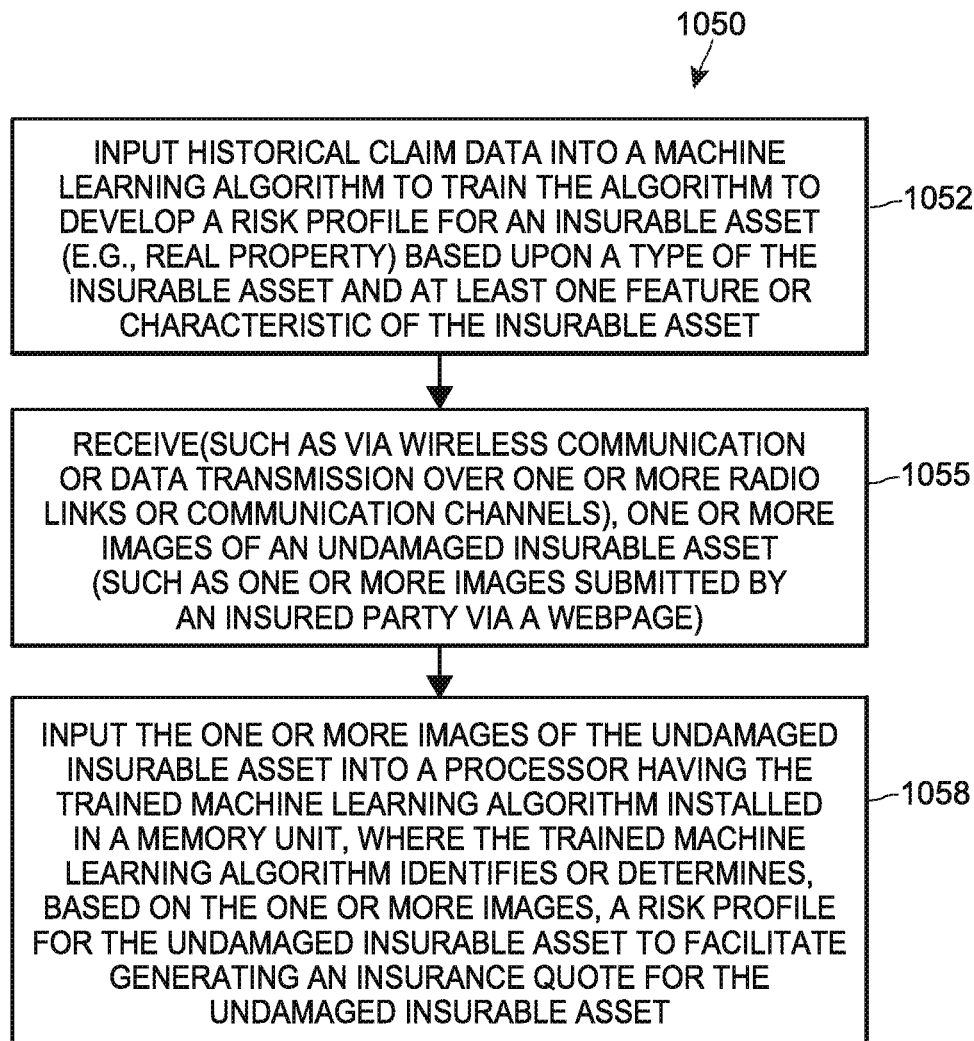 1050
INPUT HISTORICAL CLAIM DATA INTO A MACHINE
LEARNING ALGORITHM TO TRAIN THE ALGORITHM TO
DEVELOP A RISK PROFILE FOR AN INSURABLE ASSET
(E.G., REAL PROPERTY) BASED UPON A TYPE OF THE
INSURABLE ASSET AND AT LEAST ONE FEATURE OR
CHARACTERISTIC OF THE INSURABLE ASSET
1052
RECEIVE(SUCH AS VIA WIRELESS COMMUNICATION
OR DATA TRANSMISSION OVER ONE OR MORE RADIO
LINKS OR COMMUNICATION CHANNELS), ONE OR MORE
IMAGES OF AN UNDAMAGED INSURABLE ASSET
(SUCH AS ONE OR MORE IMAGES SUBMITTED BY
AN INSURED PARTY VIA A WEBPAGE)
1055
INPUT THE ONE OR MORE IMAGES OF THE UNDAMAGED
INSURABLE ASSET INTO A PROCESSOR HAVING THE
TRAINED MACHINE LEARNING ALGORITHM INSTALLED
IN A MEMORY UNIT, WHERE THE TRAINED MACHINE
LEARNING ALGORITHM IDENTIFIES OR DETERMINES,
BASED ON THE ONE OR MORE IMAGES, A RISK PROFILE
FOR THE UNDAMAGED INSURABLE ASSET TO FACILITATE
GENERATING AN INSURANCE QUOTE FOR THE
UNDAMAGED INSURABLE ASSET
1058